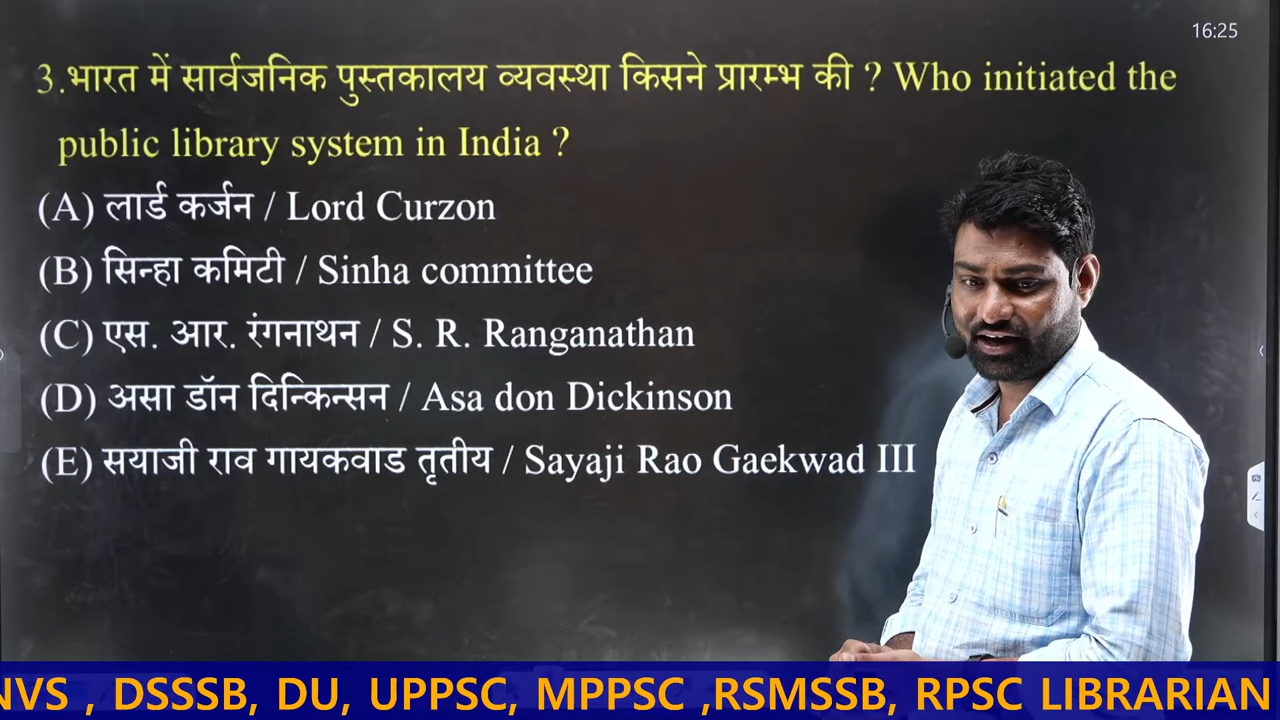 16:25
3.भारत में सार्वजनिक पुस्तकालय व्यवस्था किसने प्रारम्भ की ? Who initiated the
public library system in India ?
(A) लार्ड कर्जन / Lord Curzon
(B) सिन्हा कमिटी / Sinha committee
(C) एस. आर. रंगनाथन / S. R. Ranganathan
(D) असा डॉन दिन्किन्सन / Asa don Dickinson
(E) सयाजी राव गायकवाड तृतीय / Sayaji Rao Gaekwad III
NVS , DSSSB, DU, UPPSC, MPPSC ,RSMSSB, RPSC LIBRARIAN